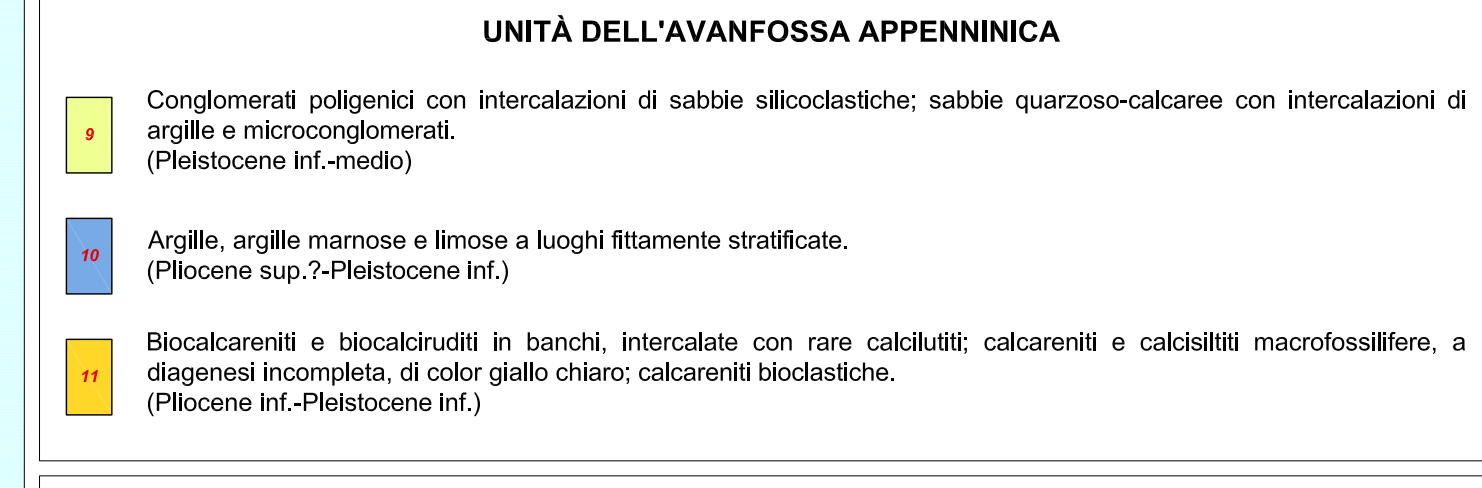 UNITÀ DELL'AVANFOSSA APPENNINICA
9
Conglomerati poligenici con intercalazioni di sabbie silicoclastiche; sabbie quarzoso-calcaree con intercalazioni di
argille e microconglomerati.
(Pleistocene inf.-medio)
10
Argille, argille marnose e limose a luoghi fittamente stratificate.
(Pliocene sup.?-Pleistocene inf.)
11
Biocalcareniti e biocalciruditi in banchi, intercalate con rare calcilutiti; calcareniti e calcisiltiti macrofossilifere, a
diagenesi incompleta, di color giallo chiaro; calcareniti bioclastiche.
(Pliocene inf.-Pleistocene inf.)